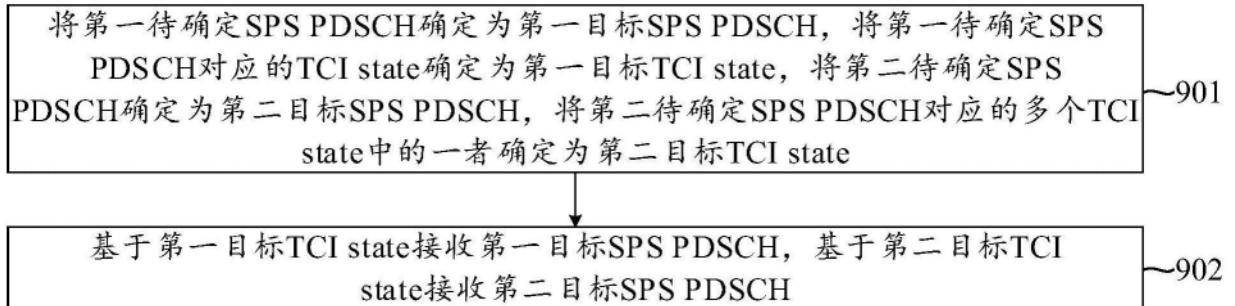 将第一待确定SPS PDSCH确定为第一目标SPS PDSCH，将第一待确定SPS
PDSCH对应的TCI state确定为第一目标TCI state，将第二待确定SPS
PDSCH确定为第二目标SPS PDSCH，将第二待确定SPS PDSCH对应的多个TCI
state中的一者确定为第二目标TCI state
901
基于第一目标TCI state接收第一目标SPS PDSCH，基于第二目标TCI
state接收第二目标SPS PDSCH
902